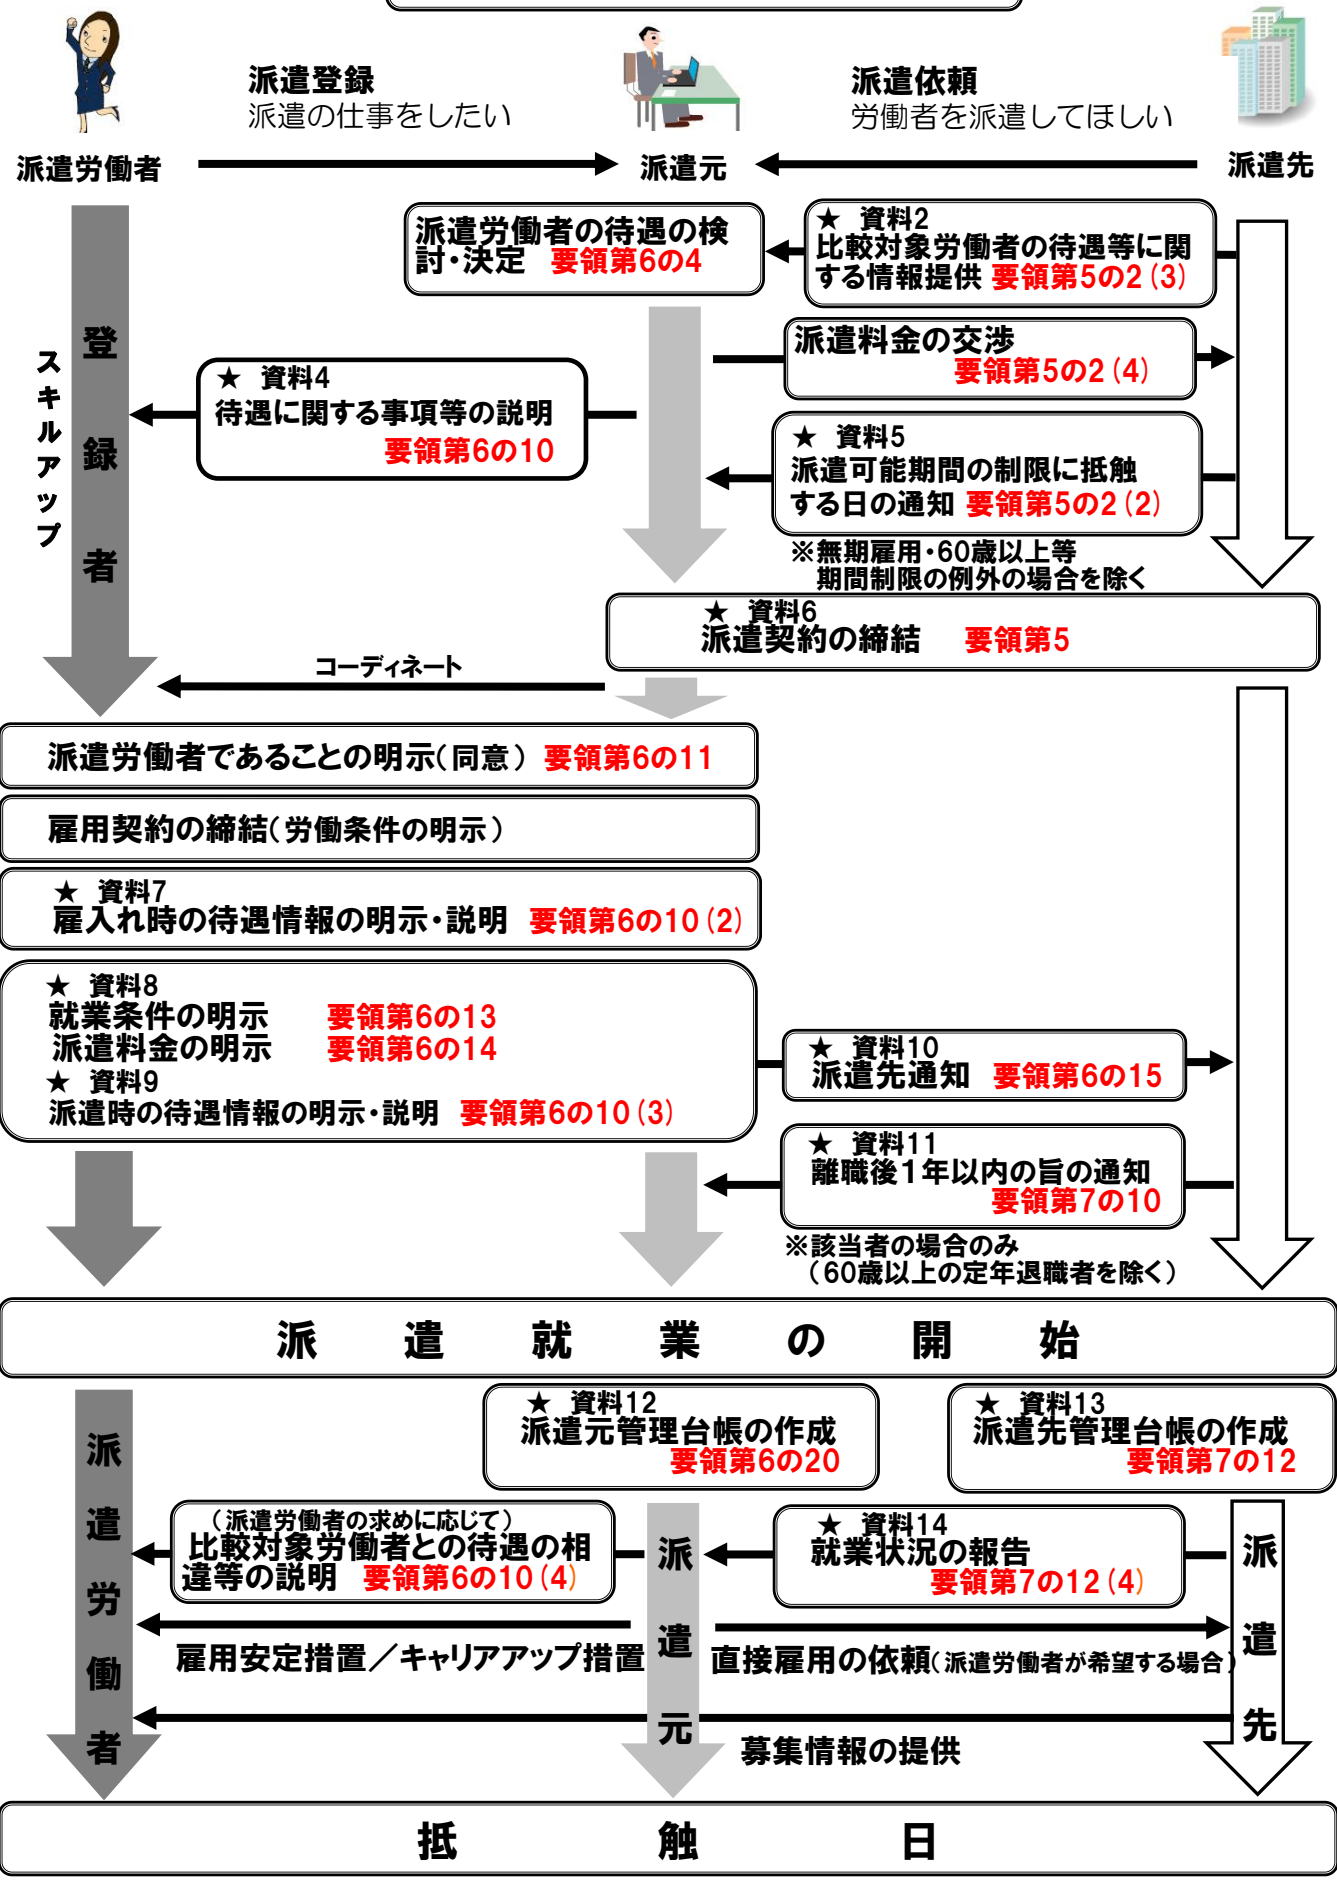 派遣登録
派遣の仕事をしたい
派遣依頼
労働者を派遣してほしい
派遣労働者
派遣元
派遣先
派遣労働者の待遇の検
討・決定 要領第6の4
★ 資料2
比較対象労働者の待遇等に関
する情報提供 要領第5の2(3)
派遣料金の交渉
要領第5の2(4)
登録者
スキルアップ
★ 資料4
待遇に関する事項等の説明
要領第6の10
★ 資料5
派遣可能期間の制限に抵触
する日の通知 要領第5の2(2)
※無期雇用・60歳以上等
期間制限の例外の場合を除く
★ 資料6
派遣契約の締結 要領第5
コーディネート
派遣労働者であることの明示(同意) 要領第6の11
雇用契約の締結(労働条件の明示)
★ 資料7
雇入れ時の待遇情報の明示・説明 要領第6の10(2)
★ 資料8
就業条件の明示 要領第6の13
派遣料金の明示 要領第6の14
★ 資料9
派遣時の待遇情報の明示・説明 要領第6の10(3)
★ 資料10
派遣先通知 要領第6の15
★ 資料11
離職後1年以内の旨の通知
要領第7の10
※該当者の場合のみ
(60歳以上の定年退職者を除く)
派遣就業の開始
★ 資料12
派遣元管理台帳の作成
要領第6の20
★ 資料13
派遣先管理台帳の作成
要領第7の12
派遣労働者
(派遣労働者の求めに応じて)
比較対象労働者との待遇の相
違等の説明 要領第6の10(4)
派遣元
★ 資料14
就業状況の報告
要領第7の12(4)
派遣先
雇用安定措置／キャリアアップ措置
直接雇用の依頼(派遣労働者が希望する場合)
募集情報の提供
抵触日